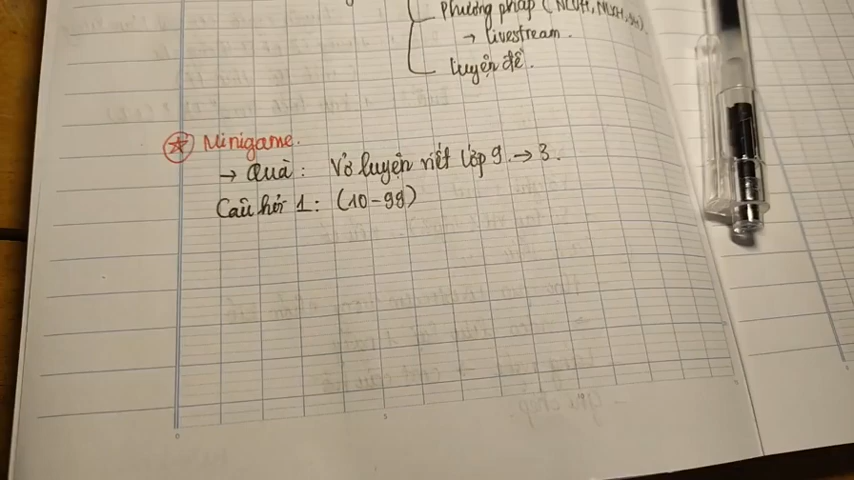 phương pháp (NLVH, NLXH,
→ livestream.
luyện đề.
Minigame.
→ Quà: Vở luyện viết lớp 9. → 3.
Câu hỏi 1: (10-99)